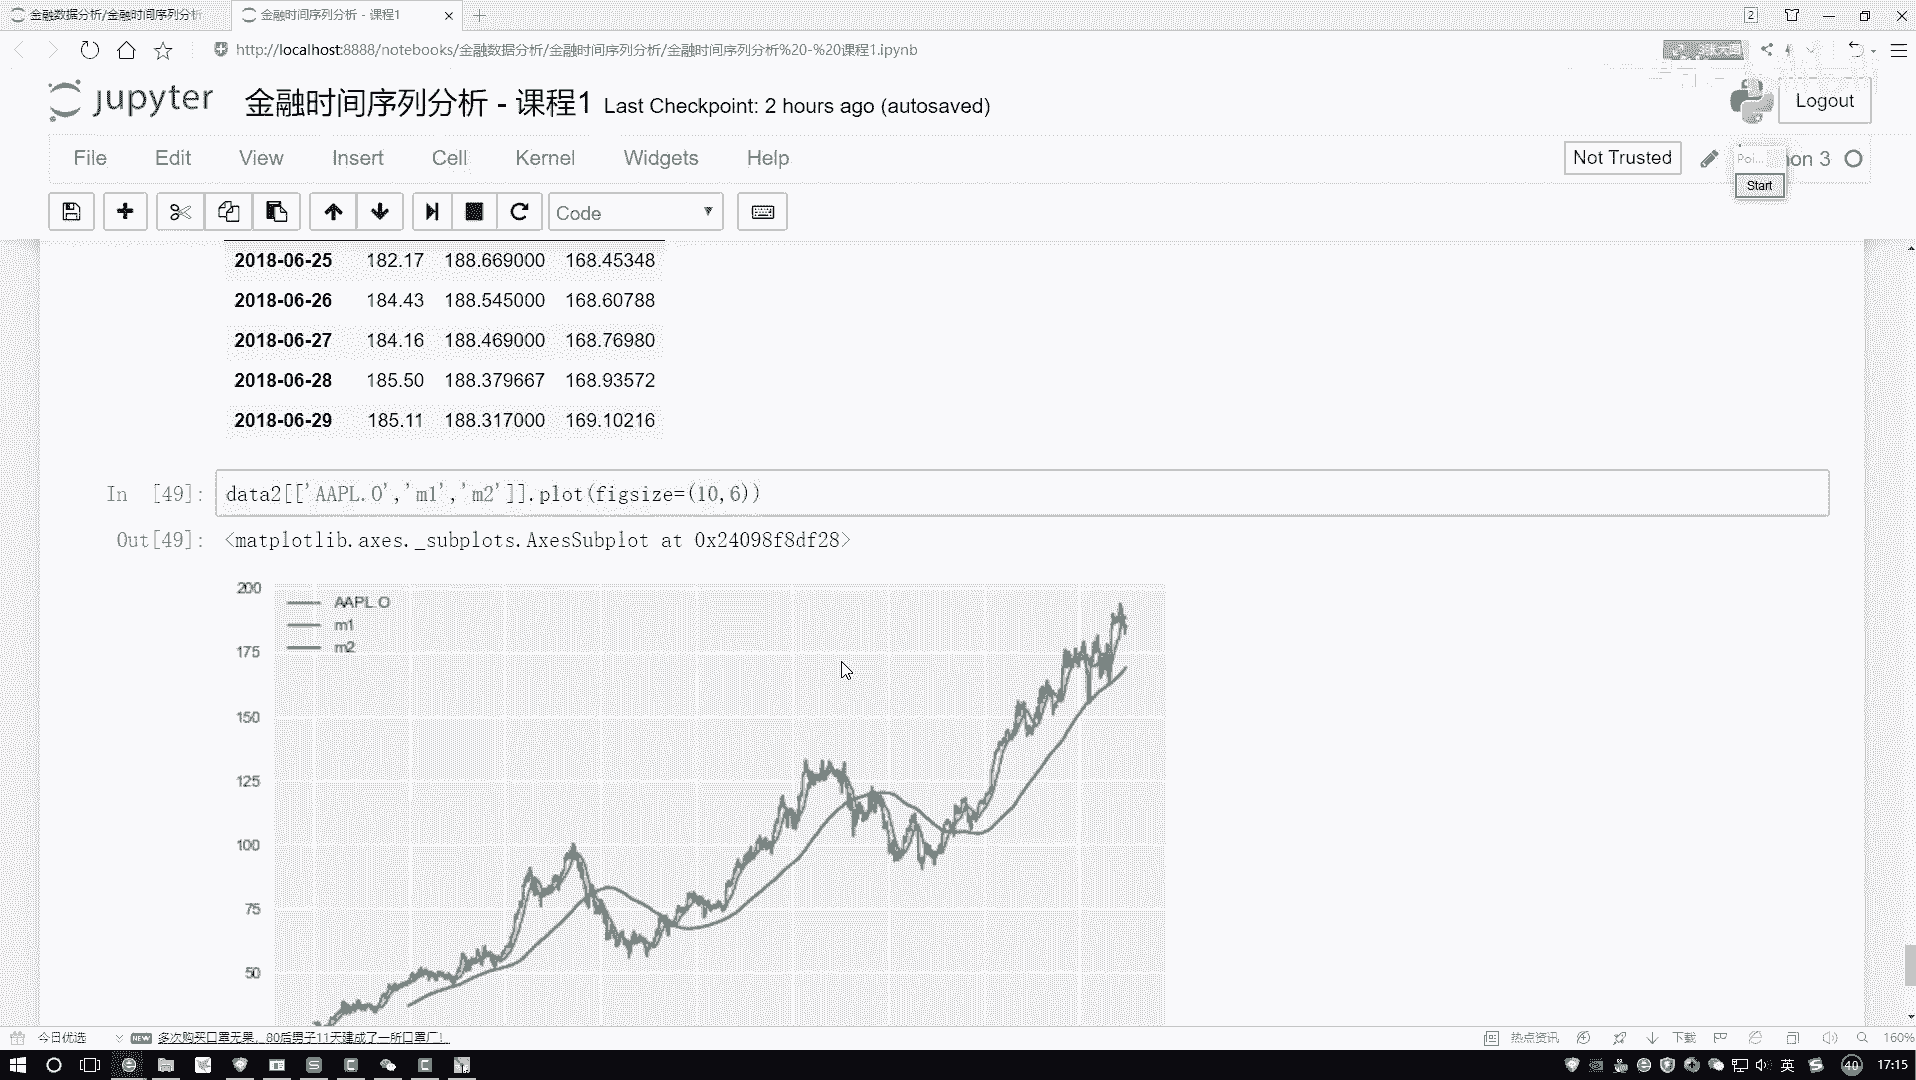 金融数据分析/金融时间序列分析
金融时间序列分析 - 课程1
2
http://localhost:8888/notebooks/金融数据分析/金融时间序列分析/金融时间序列分析%20-%20课程1.ipynb
jupyter
金融时间序列分析 - 课程1 Last Checkpoint: 2 hours ago (autosaved)
Logout
File Edit View Insert Cell Kernel Widgets Help
Not Trusted
Poi...
on 3
Start
Code
2018-06-25 182.17 188.669000 168.45348
2018-06-26 184.43 188.545000 168.60788
2018-06-27 184.16 188.469000 168.76980
2018-06-28 185.50 188.379667 168.93572
2018-06-29 185.11 188.317000 169.10216
In [49]: data2[['AAPL.O','m1','m2']].plot(figsize=(10,6))
Out[49]: <matplotlib.axes._subplots.AxesSubplot at 0x24098f8df28>
200
AAPL.O
m1
m2
175
150
125
100
75
50
今日优选
NEW
多次购买口罩无果，80后男子11天建成了一所口罩厂！
热点资讯
下载
160%
英
40
17:15